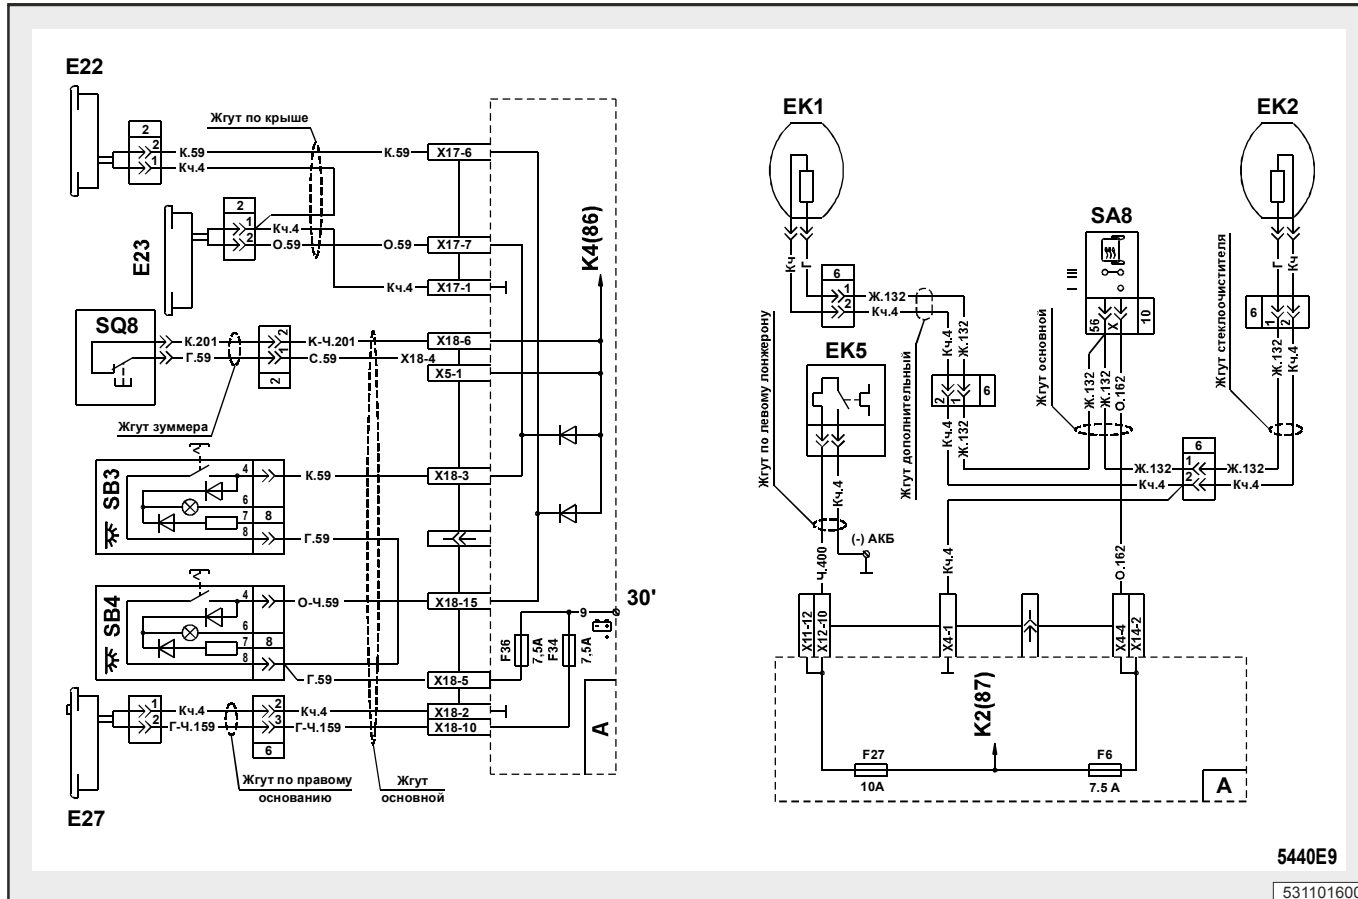 E22
2
2
1
К.59
Кч.4
Жгут по крыше
К.59
X17-6
E23
2
1
2
Кч.4
О.59
О.59
X17-7
Кч.4
X17-1
K4(86)
SQ8
К.201
Г.59
2
1
2
К-Ч.201
С.59
X18-6
X18-4
X5-1
Жгут зуммера
SB3
4
6
7
8
8
К.59
Г.59
X18-3
SB4
4
6
7
8
8
О-Ч.59
Г.59
X18-15
X18-5
9
30'
F36
7,5А
F34
7,5А
A
E27
1
2
Кч.4
Г-Ч.159
2
3
6
Кч.4
Г-Ч.159
X18-2
X18-10
Жгут по правому
основанию
Жгут
основной
EK1
Кч
Г
6
1
2
Ж.132
Кч.4
Жгут по левому лонжерону
EK5
Ч.400
Кч.4
(-) АКБ
Жгут дополнительный
Кч.4
Ж.132
2
1
6
Кч.4
Ж.132
Жгут основной
SA8
I III
56
X
10
Ж.132
Ж.132
О.162
Жгут стеклоочистителя
EK2
Г
Кч
6
1
2
Ж.132
Кч.4
Ж.132
Кч.4
6
1
2
Ж.132
Кч.4
Кч.4
О.162
X11-12
X12-10
X4-1
X4-4
X14-2
K2(87)
F27
10А
F6
7.5 А
A
5440E9
531101600